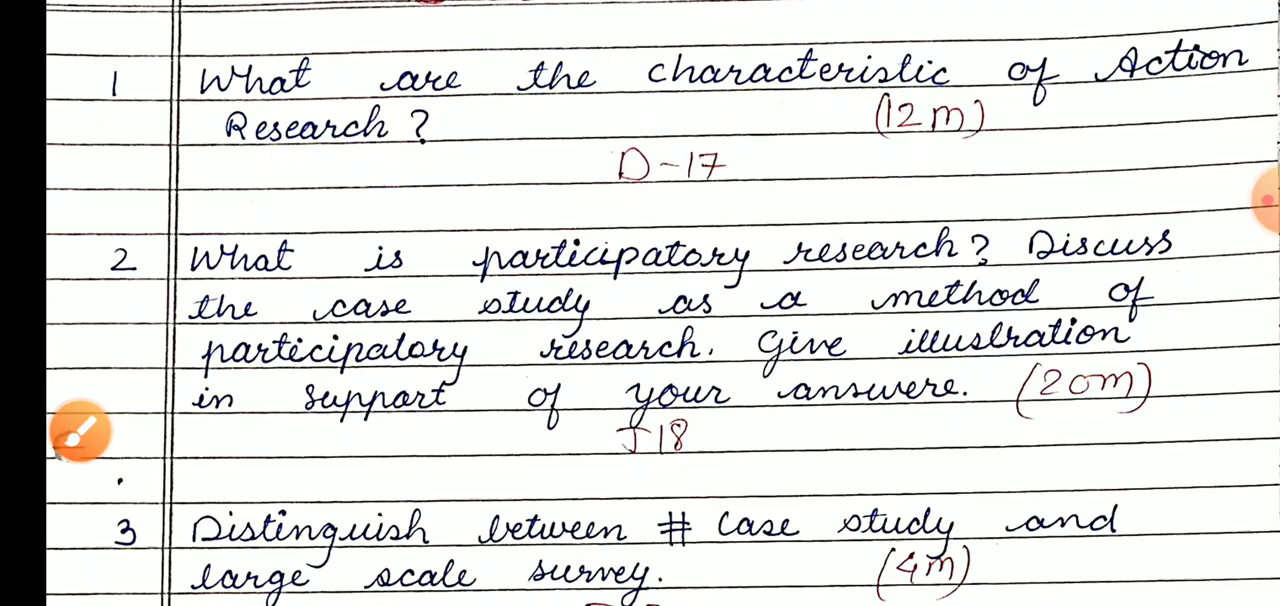 1 What are the characteristic of Action
Research? (12m)
D-17
2 What is participatory research? Discuss
the case study as a method of
participatory research. Give illustration
in support of your answere. (20m)
J18
3 Distinguish between # case study and
large scale survey. (4m)